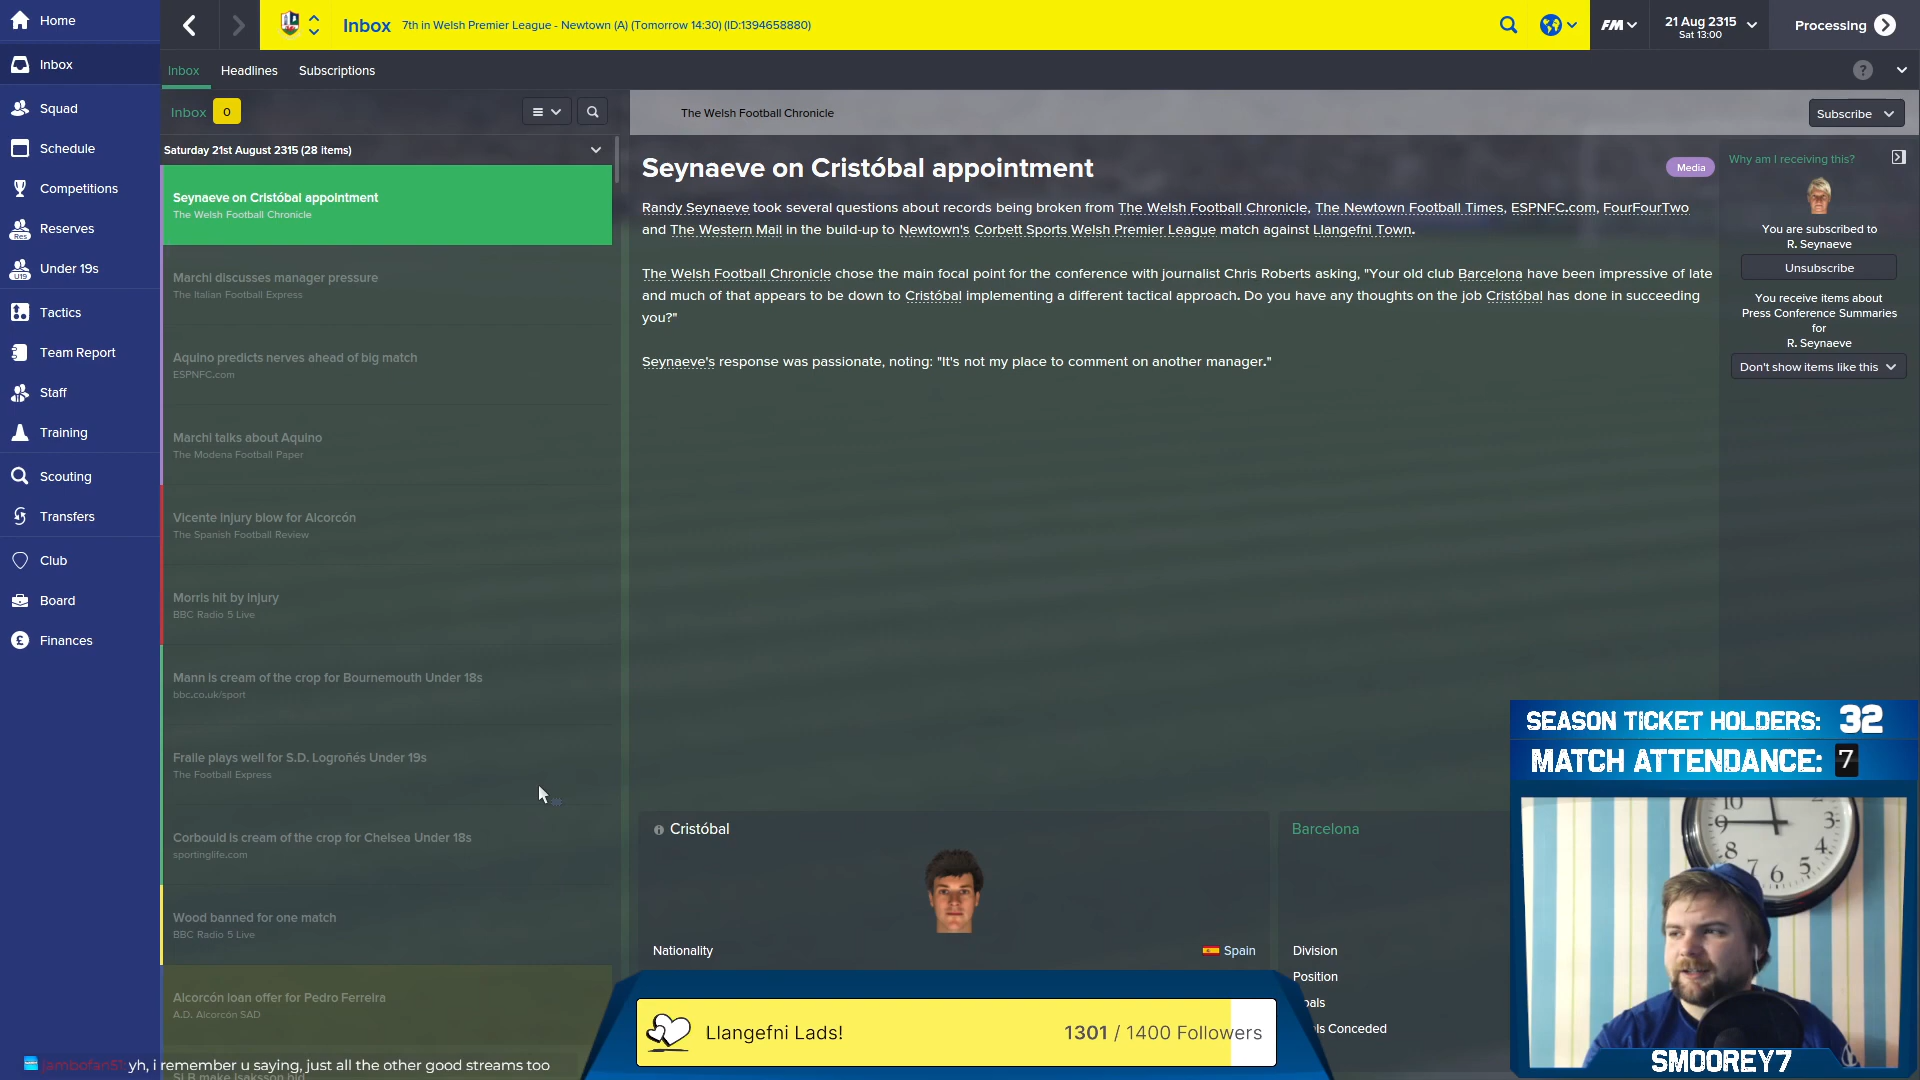 Home
Inbox
Squad
Schedule
Competitions
Reserves
Under 19s
Tactics
Team Report
Staff
Training
Scouting
Transfers
Club
Board
Finances
Inbox 7th in Welsh Premier League - Newtown (A) (Tomorrow 14:30) (ID:1394658880)
FM
21 Aug 2315
Sat 13:00
Processing
Inbox Headlines Subscriptions
Inbox 0
Saturday 21st August 2315 (28 items)
Seynaeve on Cristóbal appointment
The Welsh Football Chronicle
Marchi discusses manager pressure
The Italian Football Express
Aquino predicts nerves ahead of big match
ESPNFC.com
Marchi talks about Aquino
The Modena Football Paper
Vicente injury blow for Alcorcón
The Spanish Football Review
Morris hit by injury
BBC Radio 5 Live
Mann is cream of the crop for Bournemouth Under 18s
bbc.co.uk/sport
Fraile plays well for S.D. Logroñés Under 19s
The Football Express
Corbould is cream of the crop for Chelsea Under 18s
sportinglife.com
Wood banned for one match
BBC Radio 5 Live
Alcorcón loan offer for Pedro Ferreira
A.D. Alcorcón SAD
SLB make Isaksson bid
The Welsh Football Chronicle
Subscribe
Seynaeve on Cristóbal appointment
Media
Randy Seynaeve took several questions about records being broken from The Welsh Football Chronicle, The Newtown Football Times, ESPNFC.com, FourFourTwo
and The Western Mail in the build-up to Newtown's Corbett Sports Welsh Premier League match against Llangefni Town.
The Welsh Football Chronicle chose the main focal point for the conference with journalist Chris Roberts asking, "Your old club Barcelona have been impressive of late
and much of that appears to be down to Cristóbal implementing a different tactical approach. Do you have any thoughts on the job Cristóbal has done in succeeding
you?"
Seynaeve's response was passionate, noting: "It's not my place to comment on another manager."
Why am I receiving this?
You are subscribed to
R. Seynaeve
Unsubscribe
You receive items about
Press Conference Summaries
for
R. Seynaeve
Don't show items like this
Cristóbal
Nationality Spain
Barcelona
Division
Position
oals
ls Conceded
SEASON TICKET HOLDERS: 32
MATCH ATTENDANCE: 7
SMOOREY7
Llangefni Lads! 1301 / 1400 Followers
jambofan51: yh, i remember u saying, just all the other good streams too